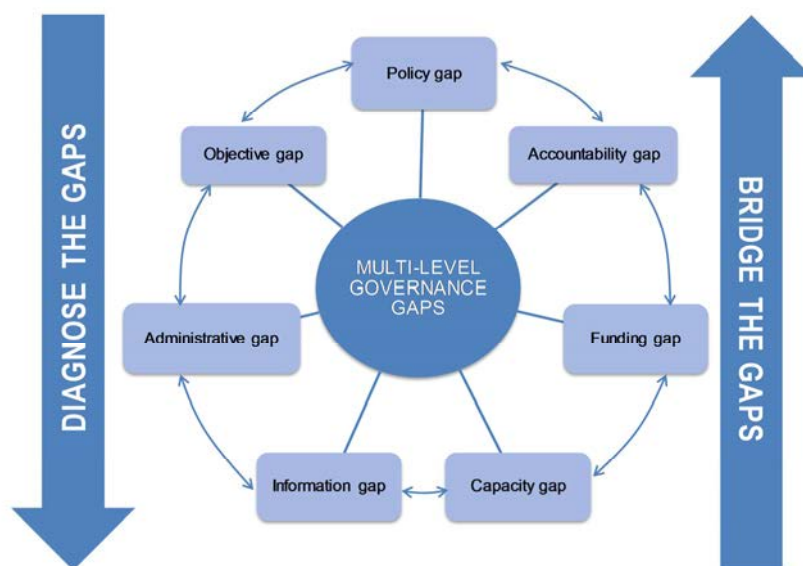 DIAGNOSE THE GAPS
Policy gap
Objective gap
Accountability gap
MULTI-LEVEL
GOVERNANCE
GAPS
Administrative gap
Funding gap
Information gap
Capacity gap
BRIDGE THE GAPS